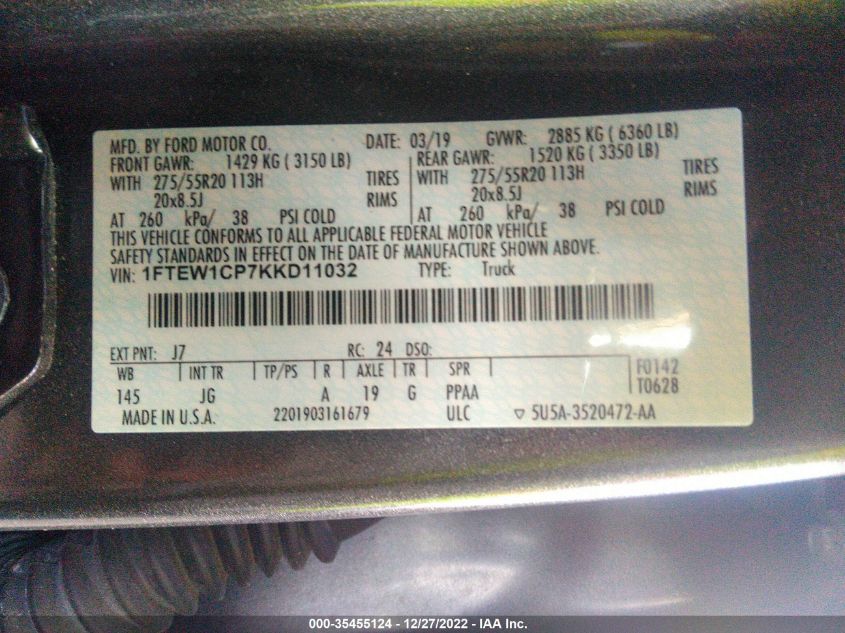 MFD. BY FORD MOTOR CO. DATE: 03/19 GVWR: 2885 KG ( 6360 LB)
FRONT GAWR: 1429 KG ( 3150 LB) REAR GAWR: 1520 KG ( 3350 LB)
WITH 275/55R20 113H TIRES WITH 275/55R20 113H TIRES
20x8.5J RIMS 20x8.5J RIMS
AT 260 kPa/ 38 PSI COLD AT 260 kPa/ 38 PSI COLD
THIS VEHICLE CONFORMS TO ALL APPLICABLE FEDERAL MOTOR VEHICLE
SAFETY STANDARDS IN EFFECT ON THE DATE OF MANUFACTURE SHOWN ABOVE.
VIN: 1FTEW1CP7KKD11032 TYPE: Truck
EXT PNT: J7 RC: 24 DSO:
WB INT TR TP/PS R AXLE TR SPR F0142
145 JG A 19 G PPAA T0628
MADE IN U.S.A. 2201903161679 ULC ▽ 5U5A-3520472-AA
000-35455124 - 12/27/2022 - IAA Inc.